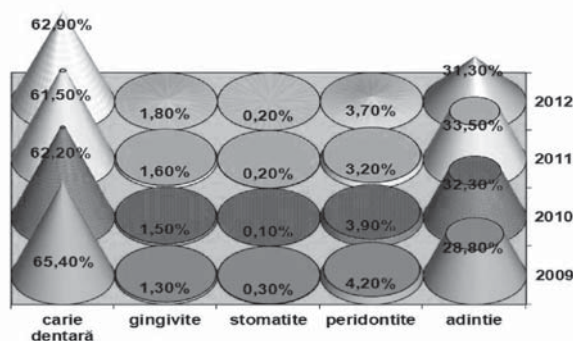 62,90%
31,30%
1,80% 0,20% 3,70% 2012
61,50% 33,50%
1,60% 0,20% 3,20% 2011
62,20% 32,30%
1,50% 0,10% 3,90% 2010
65,40% 28,80%
1,30% 0,30% 4,20% 2009
carie dentară gingivite stomatite peridontite adintie